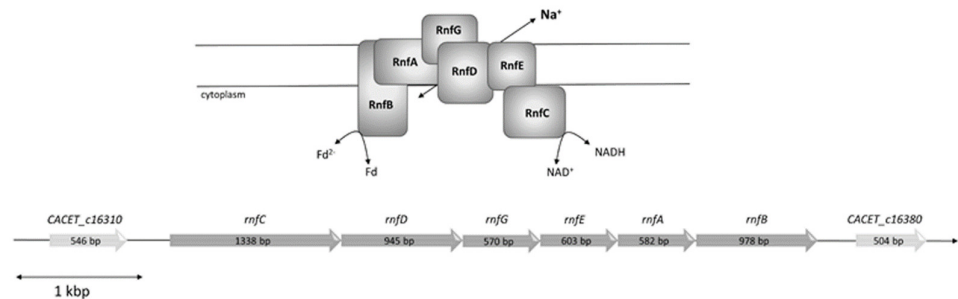 Na⁺
RnfG
RnfA
RnfD
RnfE
cytoplasm
RnfB
RnfC
Fd²⁻
Fd
NADH
NAD⁺
CACET_c16310 rnfC rnfD rnfG rnfE rnfA rnfB CACET_c16380
546 bp 1338 bp 945 bp 570 bp 603 bp 582 bp 978 bp 504 bp
1 kbp